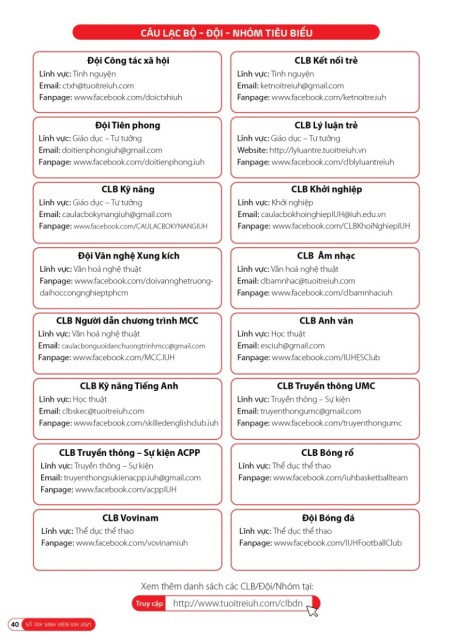 CÂU LẠC BỘ – ĐỘI – NHÓM TIÊU BIỂU
Đội Công tác xã hội
Lĩnh vực: Tình nguyện
Email: ctxh@tuoitreiuh.com
Fanpage: www.facebook.com/doictxhiuh
CLB Kết nối trẻ
Lĩnh vực: Tình nguyện
Email: ketnoitreiuh@gmail.com
Fanpage: www.facebook.com/ketnoitre.iuh
Đội Tiên phong
Lĩnh vực: Giáo dục – Tư tưởng
Email: doitienphongiuh@gmail.com
Fanpage: www.facebook.com/doitienphong.iuh
CLB Lý luận trẻ
Lĩnh vực: Giáo dục – Tư tưởng
Website: http://lyluantre.tuoitreiuh.vn
Fanpage: www.facebook.com/clblyluantreiuh
CLB Kỹ năng
Lĩnh vực: Giáo dục – Tư tưởng
Email: caulacbokynangiuh@gmail.com
Fanpage: www.facebook.com/CAULACBOKYNANGIUH
CLB Khởi nghiệp
Lĩnh vực: Khởi nghiệp
Email: caulacbokhoinghiepIUH@iuh.edu.vn
Fanpage: www.facebook.com/CLBKhoiNghiepIUH
Đội Văn nghệ Xung kích
Lĩnh vực: Văn hoá nghệ thuật
Fanpage: www.facebook.com/doivannghetruong-
daihoccongnghieptphcm
CLB Âm nhạc
Lĩnh vực: Văn hoá nghệ thuật
Email: clbamnhac@tuoitreiuh.com
Fanpage: www.facebook.com/clbamnhaciuh
CLB Người dẫn chương trình MCC
Lĩnh vực: Văn hoá nghệ thuật
Email: caulacbonguoidanchuongtrinhmcc@gmail.com
Fanpage: www.facebook.com/MCC.IUH
CLB Anh văn
Lĩnh vực: Học thuật
Email: esciuh@gmail.com
Fanpage: www.facebook.com/IUHESClub
CLB Kỹ năng Tiếng Anh
Lĩnh vực: Học thuật
Email: clbskec@tuoitreiuh.com
Fanpage: www.facebook.com/skilledenglishclub.iuh
CLB Truyền thông UMC
Lĩnh vực: Truyền thông – Sự kiện
Email: truyenthongumc@gmail.com
Fanpage: www.facebook.com/truyenthongumc
CLB Truyền thông – Sự kiện ACPP
Lĩnh vực: Truyền thông – Sự kiện
Email: truyenthongsukienacpp.iuh@gmail.com
Fanpage: www.facebook.com/acppIUH
CLB Bóng rổ
Lĩnh vực: Thể dục thể thao
Fanpage: www.facebook.com/iuhbasketballteam
CLB Vovinam
Lĩnh vực: Thể dục thể thao
Fanpage: www.facebook.com/vovinamiuh
Đội Bóng đá
Lĩnh vực: Thể dục thể thao
Fanpage: www.facebook.com/IUHFootballClub
Xem thêm danh sách các CLB/Đội/Nhóm tại:
Truy cập http://www.tuoitreiuh.com/clbdn
40 SỔ TAY SINH VIÊN IUH 2021